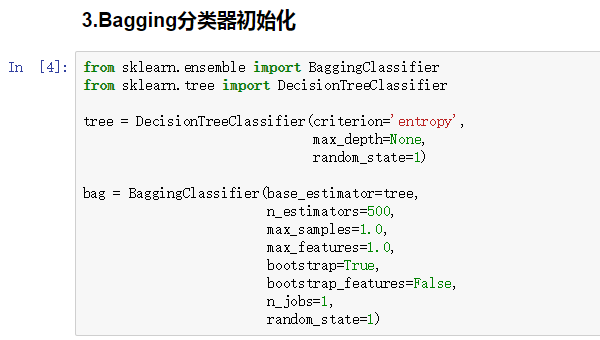 3.Bagging分类器初始化
In [4]:
from sklearn.ensemble import BaggingClassifier
from sklearn.tree import DecisionTreeClassifier
tree = DecisionTreeClassifier(criterion='entropy',
max_depth=None,
random_state=1)
bag = BaggingClassifier(base_estimator=tree,
n_estimators=500,
max_samples=1.0,
max_features=1.0,
bootstrap=True,
bootstrap_features=False,
n_jobs=1,
random_state=1)